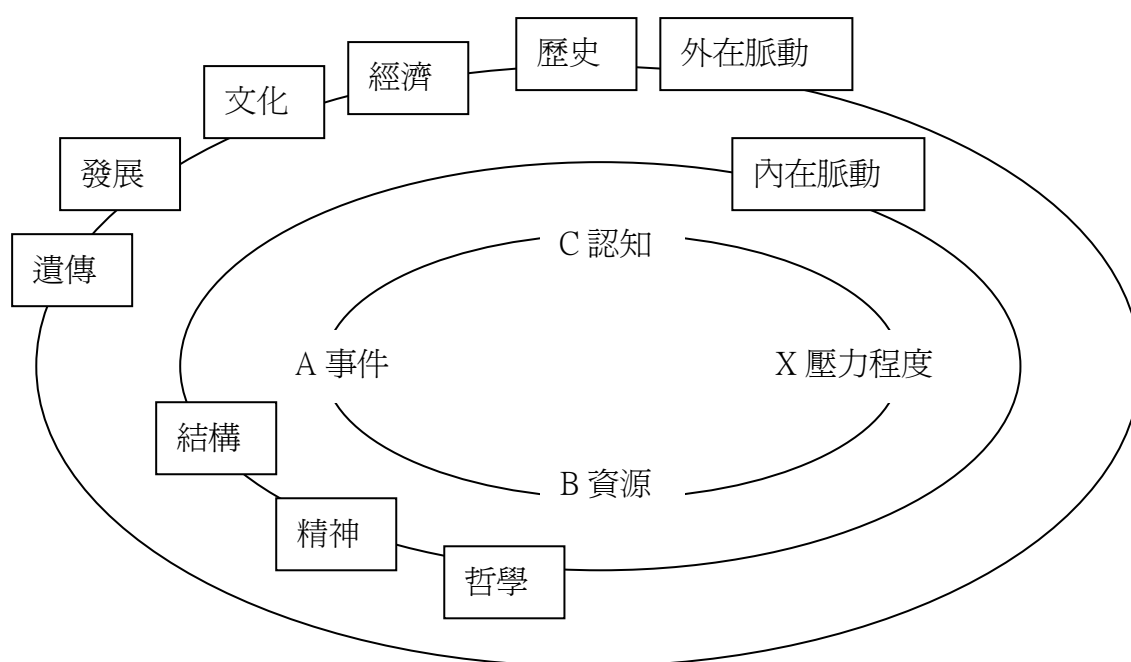 歷史
外在脈動
經濟
文化
發展
內在脈動
遺傳
C 認知
A 事件
X 壓力程度
結構
B 資源
精神
哲學